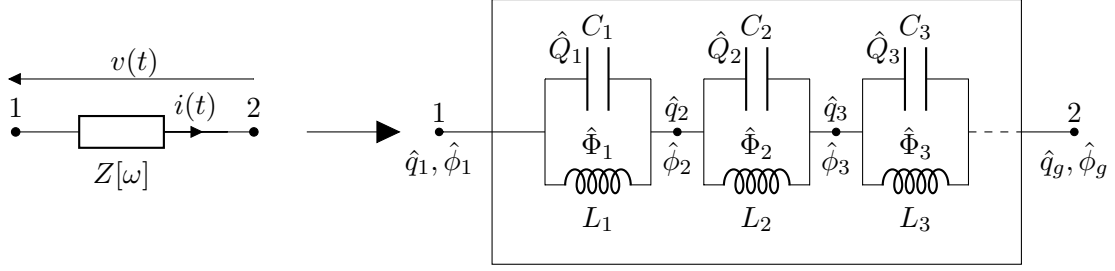 v(t)
1
i(t)
2
Z[ω]
1
q̂₁, ϕ̂₁
C₁
Q̂₁
Φ̂₁
L₁
q̂₂
ϕ̂₂
C₂
Q̂₂
Φ̂₂
L₂
q̂₃
ϕ̂₃
C₃
Q̂₃
Φ̂₃
L₃
2
q̂g, ϕ̂g